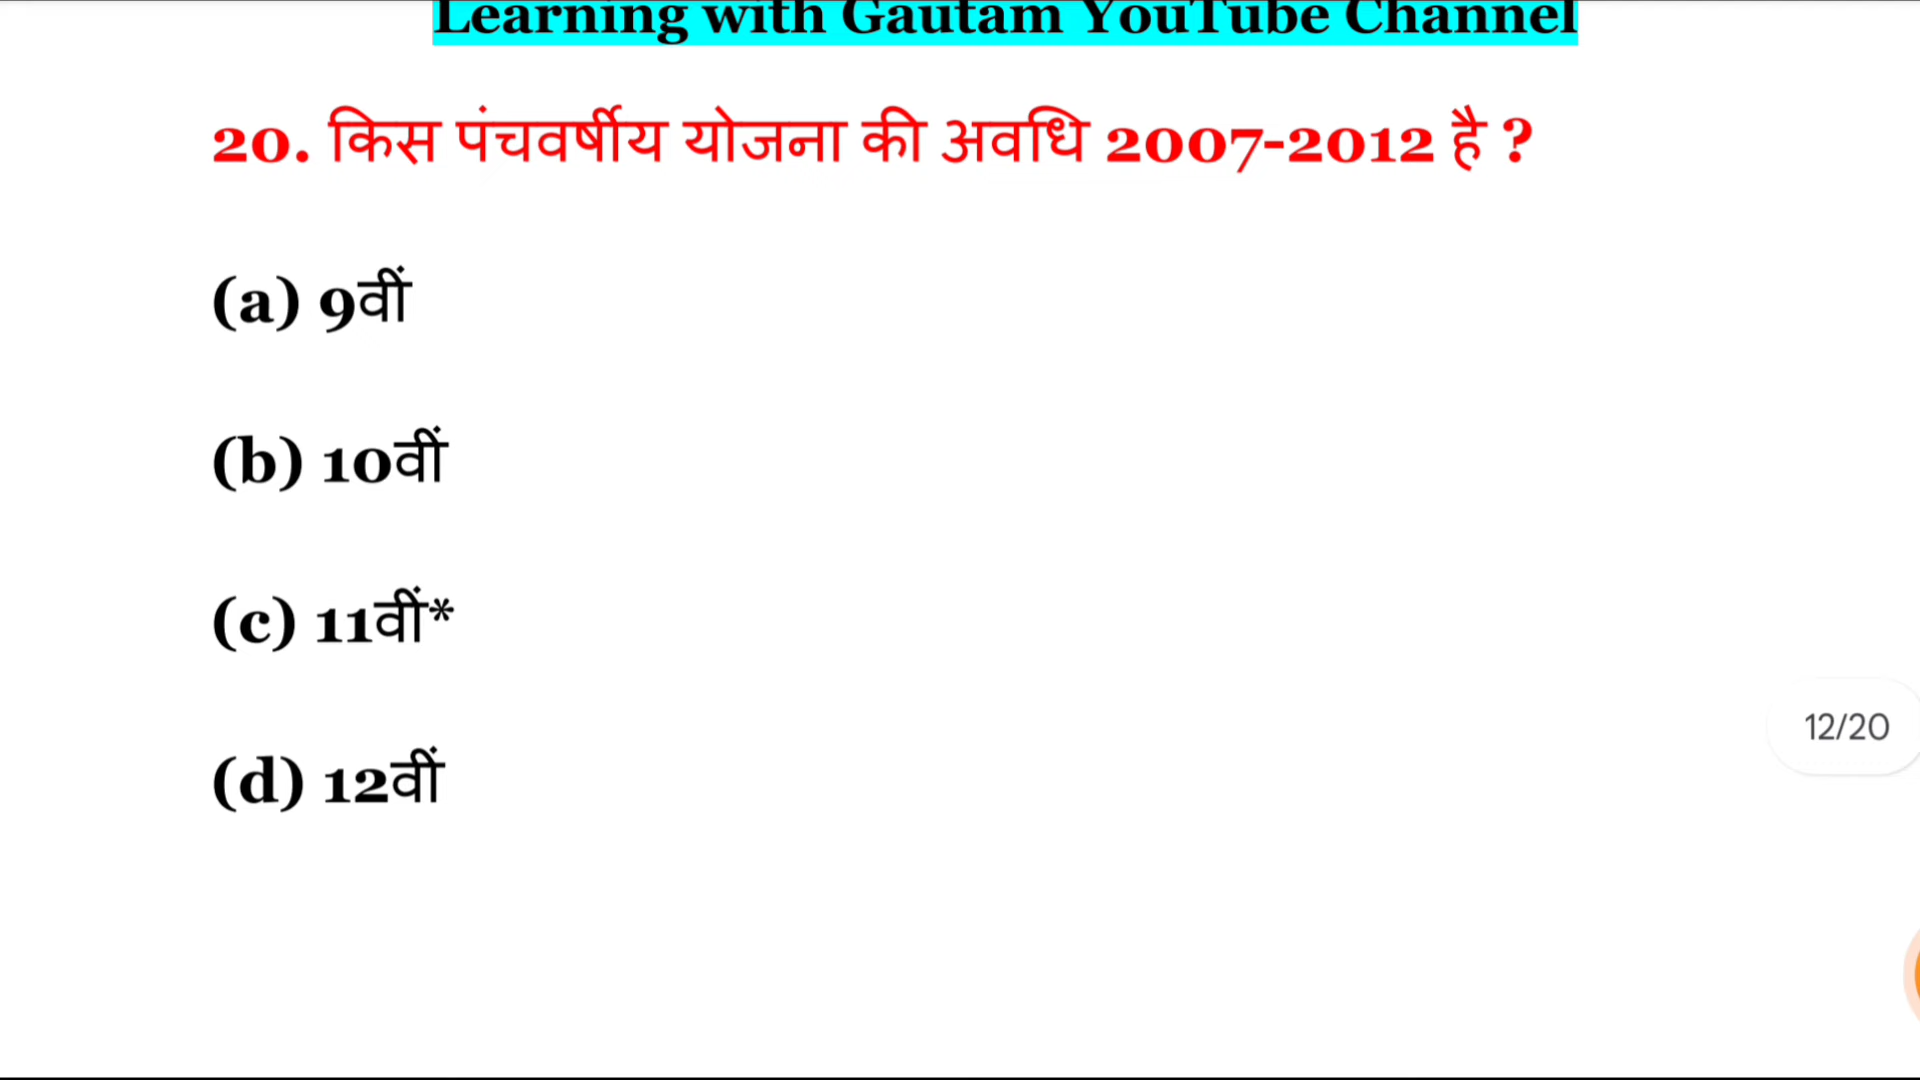 Learning with Gautam YouTube Channel
20. किस पंचवर्षीय योजना की अवधि 2007-2012 है ?
(a) 9वीं
(b) 10वीं
(c) 11वीं*
(d) 12वीं
12/20